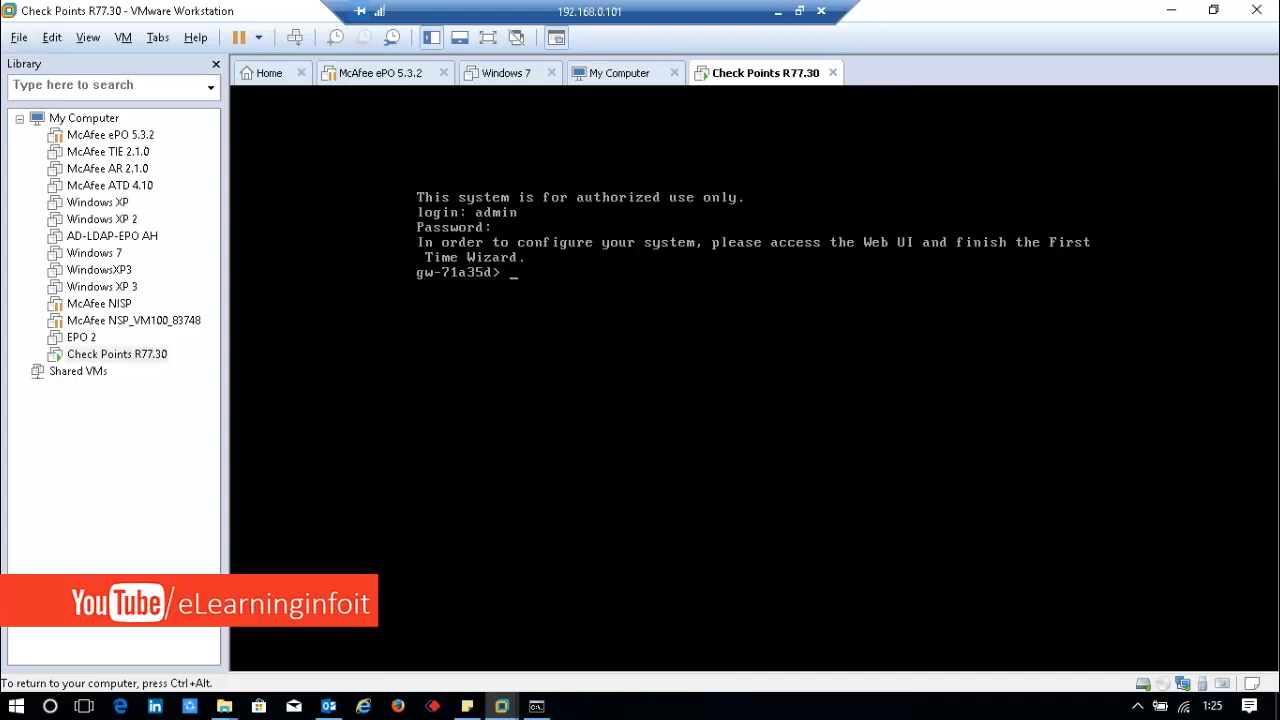 Check Points R77.30 - VMware Workstation
192.168.0.101
File Edit View VM Tabs Help
Library
Type here to search
My Computer
McAfee ePO 5.3.2
McAfee TIE 2.1.0
McAfee AR 2.1.0
McAfee ATD 4.10
Windows XP
Windows XP 2
AD-LDAP-EPO AH
Windows 7
WindowsXP3
Windows XP 3
McAfee NISP
McAfee NSP_VM100_83748
EPO 2
Check Points R77.30
Shared VMs
Home McAfee ePO 5.3.2 Windows 7 My Computer Check Points R77.30
This system is for authorized use only.
login: admin
Password:
In order to configure your system, please access the Web UI and finish the First
Time Wizard.
gw-71a35d> _
YouTube/eLearninginfoit
To return to your computer, press Ctrl+Alt.
1:25